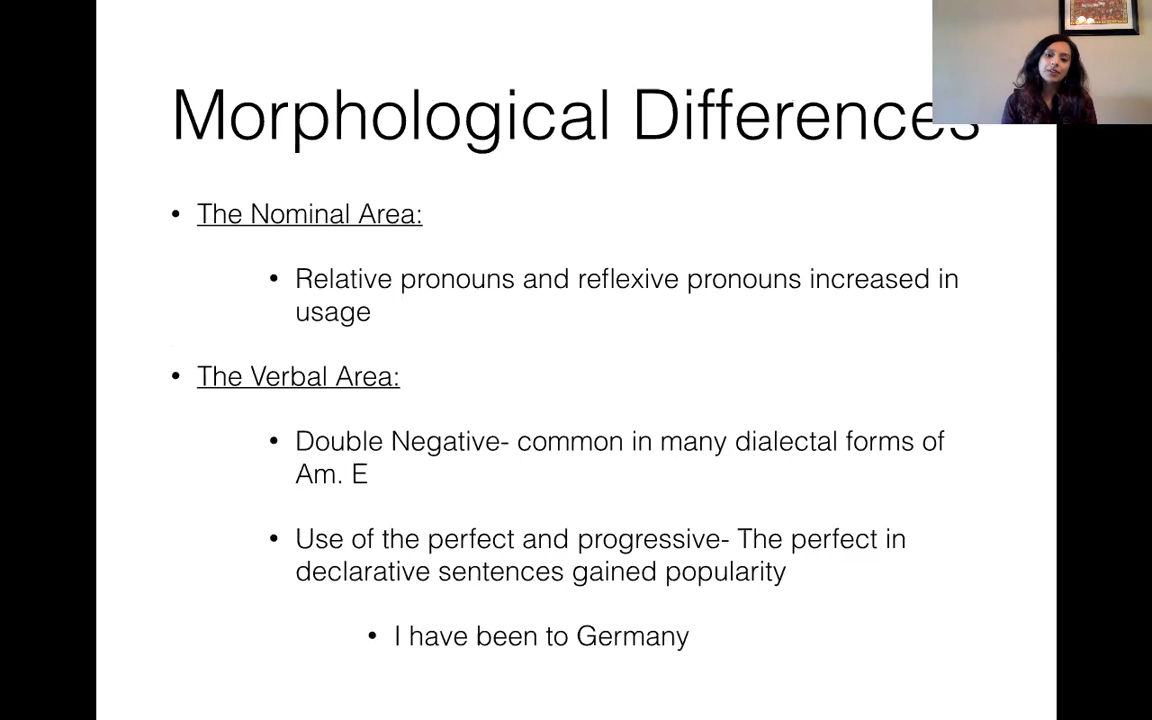 Morphological Differences
• The Nominal Area:
• Relative pronouns and reflexive pronouns increased in
usage
• The Verbal Area:
• Double Negative- common in many dialectal forms of
Am. E
• Use of the perfect and progressive- The perfect in
declarative sentences gained popularity
• I have been to Germany